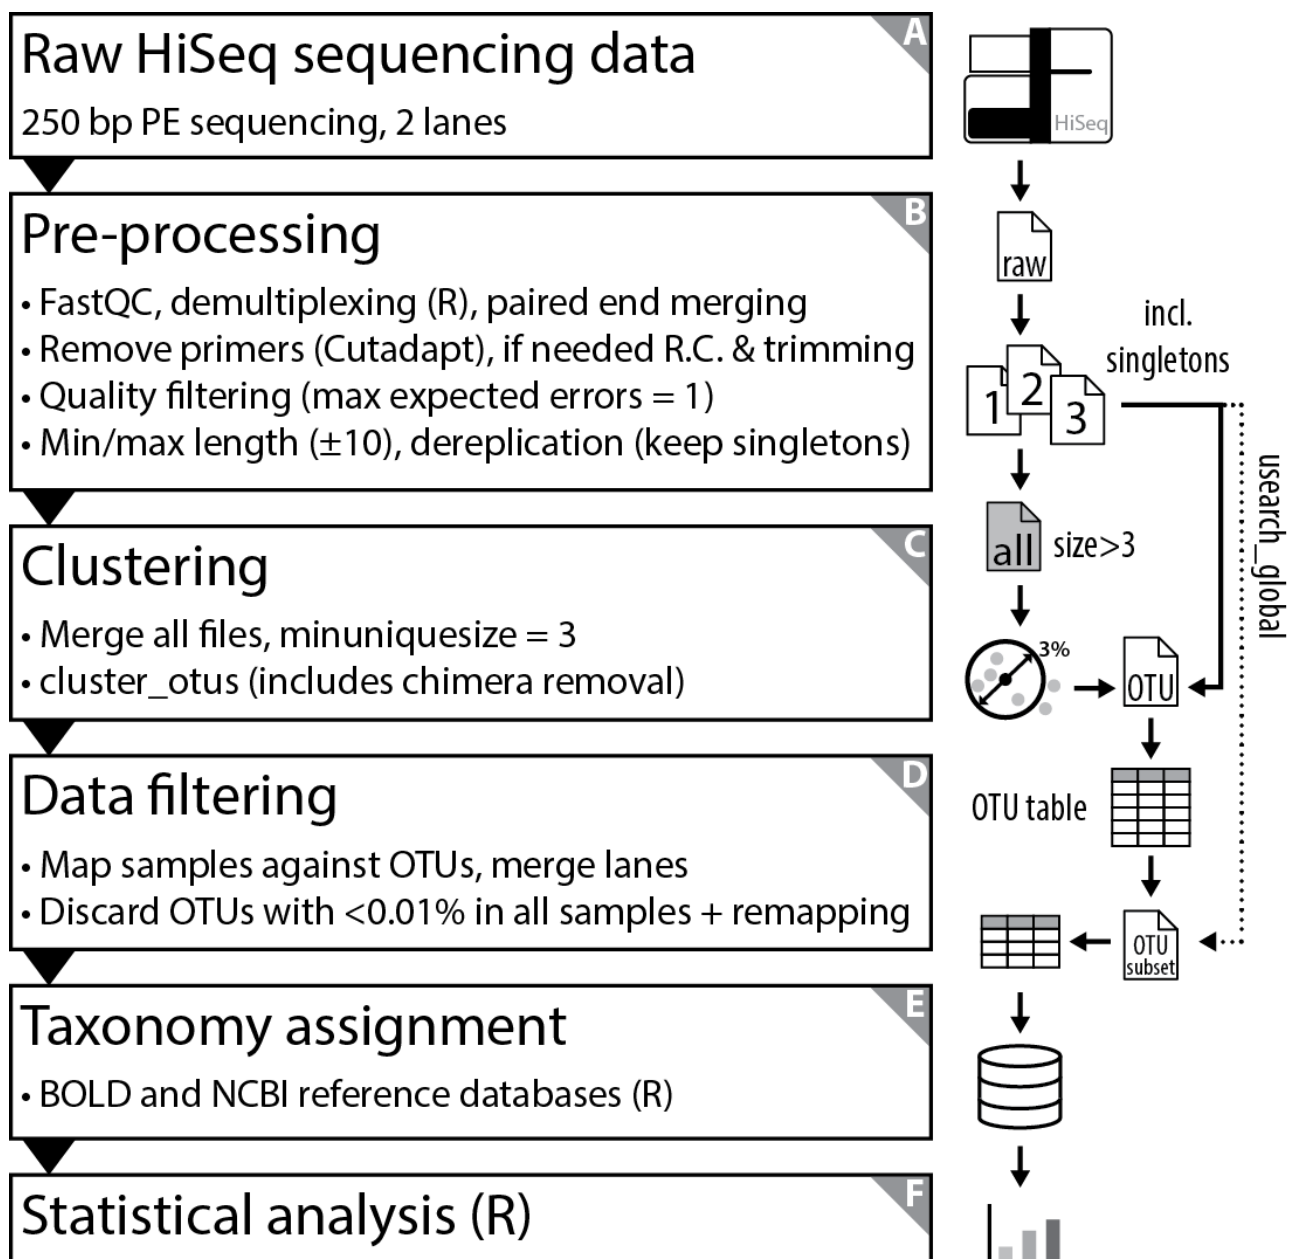 A
Raw HiSeq sequencing data
250 bp PE sequencing, 2 lanes
B
Pre-processing
• FastQC, demultiplexing (R), paired end merging
• Remove primers (Cutadapt), if needed R.C. & trimming
• Quality filtering (max expected errors = 1)
• Min/max length (±10), dereplication (keep singletons)
C
Clustering
• Merge all files, minuniquesize = 3
• cluster_otus (includes chimera removal)
D
Data filtering
• Map samples against OTUs, merge lanes
• Discard OTUs with <0.01% in all samples + remapping
E
Taxonomy assignment
• BOLD and NCBI reference databases (R)
F
Statistical analysis (R)
HiSeq
raw
incl.
singletons
1
2
3
usearch_global
all
size>3
3%
OTU
OTU table
OTU
subset